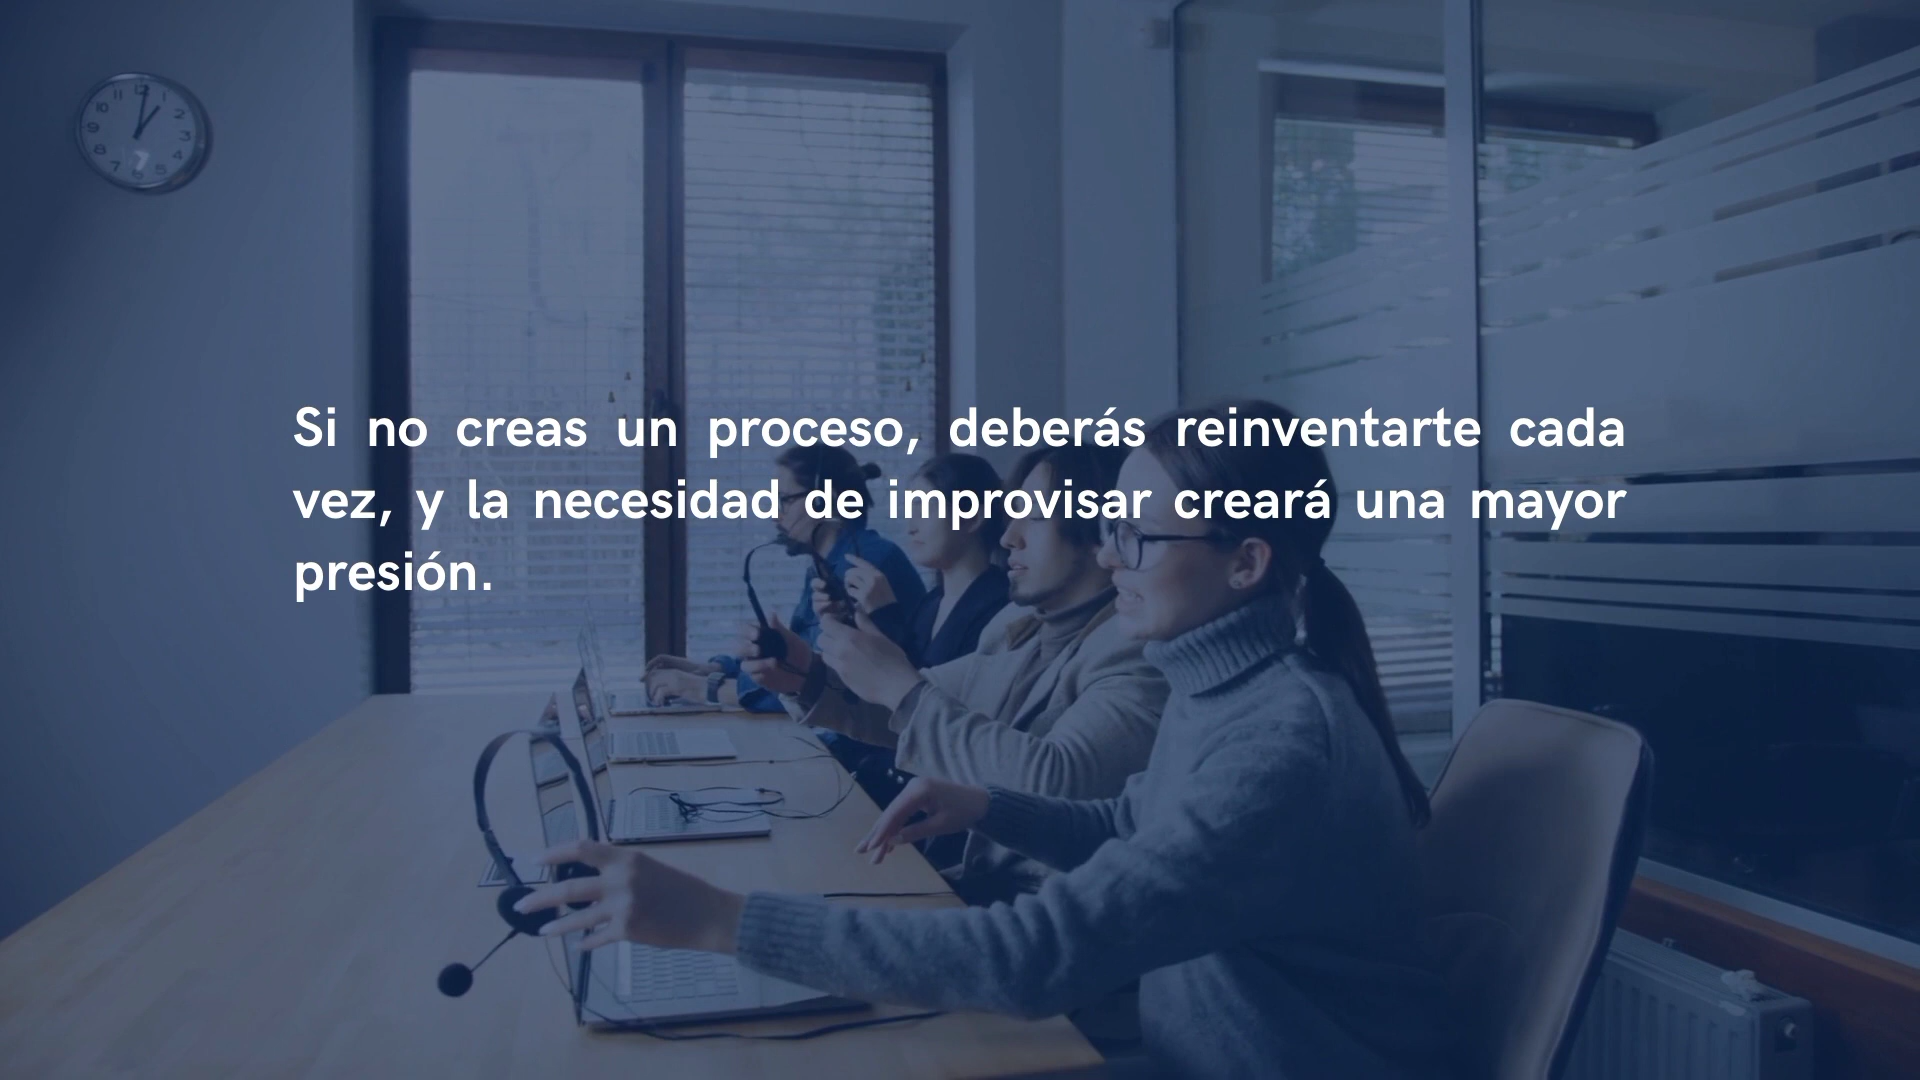 Si no creas un proceso, deberás reinventarte cada
vez, y la necesidad de improvisar creará una mayor
presión.